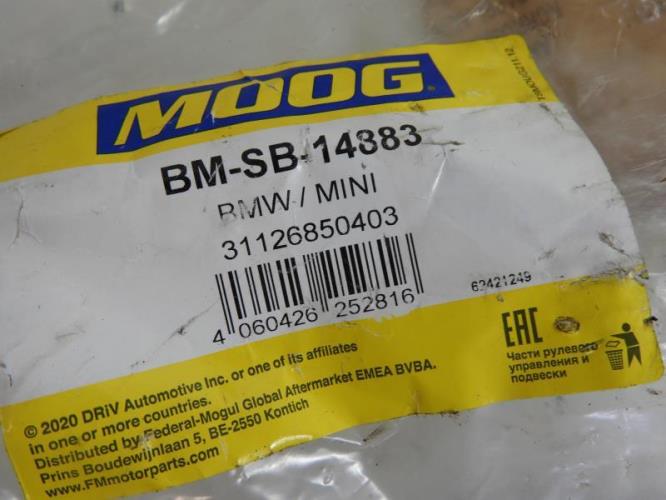 MOOG
BM-SB-14883
BMW / MINI
31126850403
4 060426 252816
62421249
EAC
Части рулевого
управления и
подвески
© 2020 DRiV Automotive Inc. or one of its affiliates
in one or more countries.
Distributed by Federal-Mogul Global Aftermarket EMEA BVBA.
Prins Boudewijnlaan 5, BE-2550 Kontich
www.FMmotorparts.com